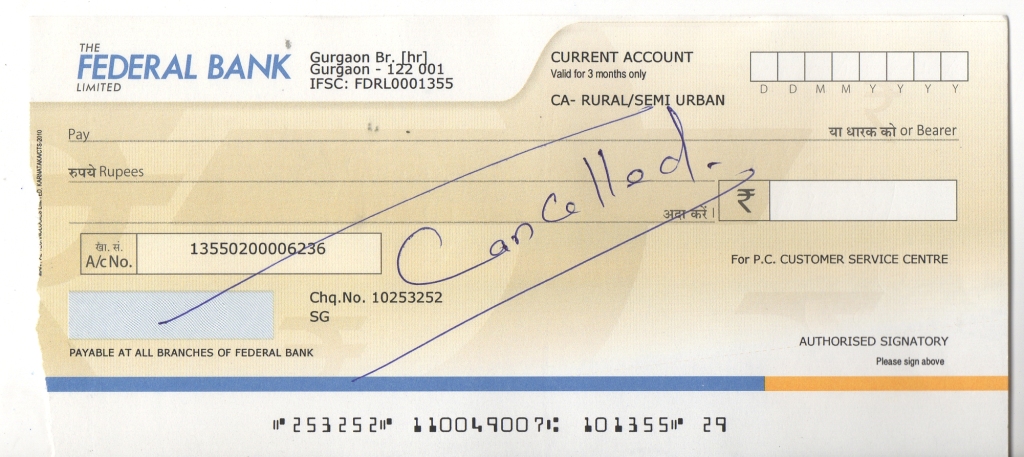 THE
FEDERAL BANK
LIMITED
Gurgaon Br. [hr]
Gurgaon - 122 001
IFSC: FDRL0001355
CURRENT ACCOUNT
Valid for 3 months only
CA- RURAL/SEMI URBAN
D D M M Y Y Y Y
Pay
या धारक को or Bearer
रुपये Rupees
Cancelled.
अदा करें
₹
खा. सं.
A/c No.
13550200006236
For P.C. CUSTOMER SERVICE CENTRE
Chq.No. 10253252
SG
PAYABLE AT ALL BRANCHES OF FEDERAL BANK
AUTHORISED SIGNATORY
Please sign above
⑈253252⑈ 110049007⑆ 101355⑈ 29